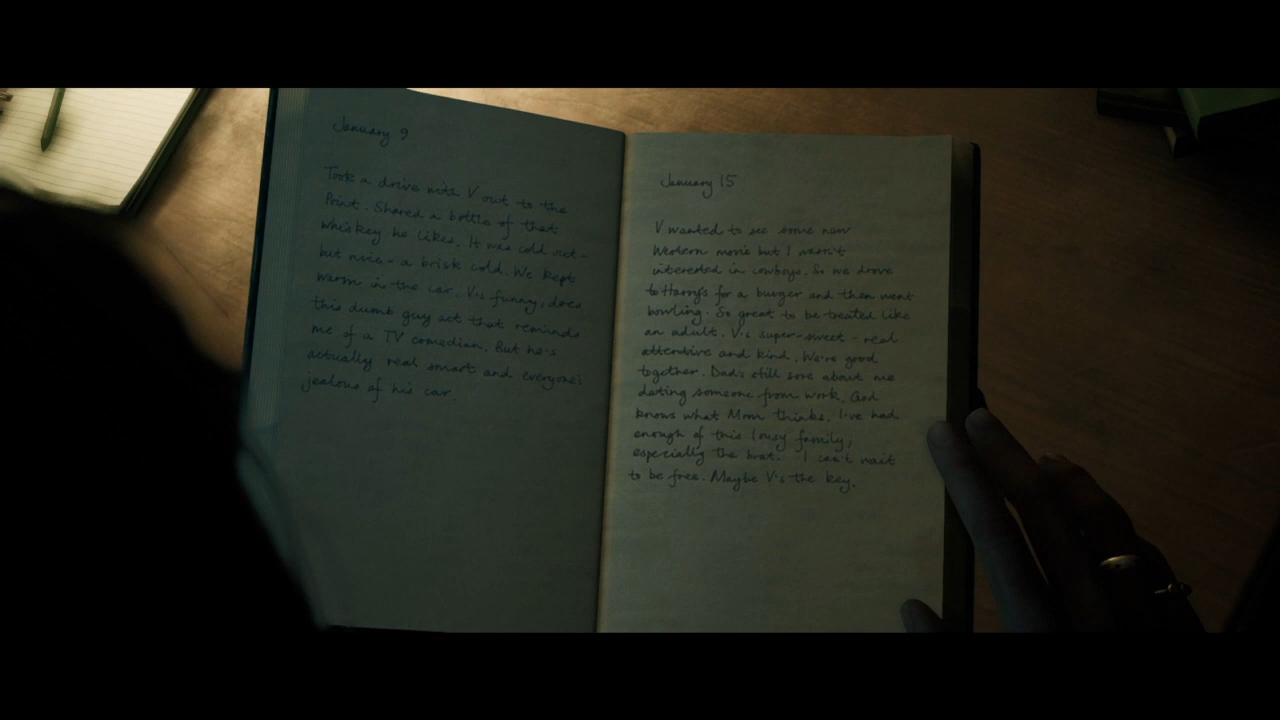 January 9
Took a drive with V out to the
Point. Shared a bottle of that
whiskey he likes. It was cold out -
but nice - a brisk cold. We kept
warm in the car. V's funny, does
this dumb guy act that reminds
me of a TV comedian. But he's
actually real smart and everyone's
jealous of his car.
January 15
V wanted to see some new
Western movie but I wasn't
interested in cowboys. So we drove
to Harry's for a burger and then went
bowling. So great to be treated like
an adult. V's super-sweet - real
attentive and kind. We're good
together. Dad's still sore about me
dating someone from work. God
knows what Mom thinks. I've had
enough of this lousy family,
especially the brat. I can't wait
to be free. Maybe V's the key.